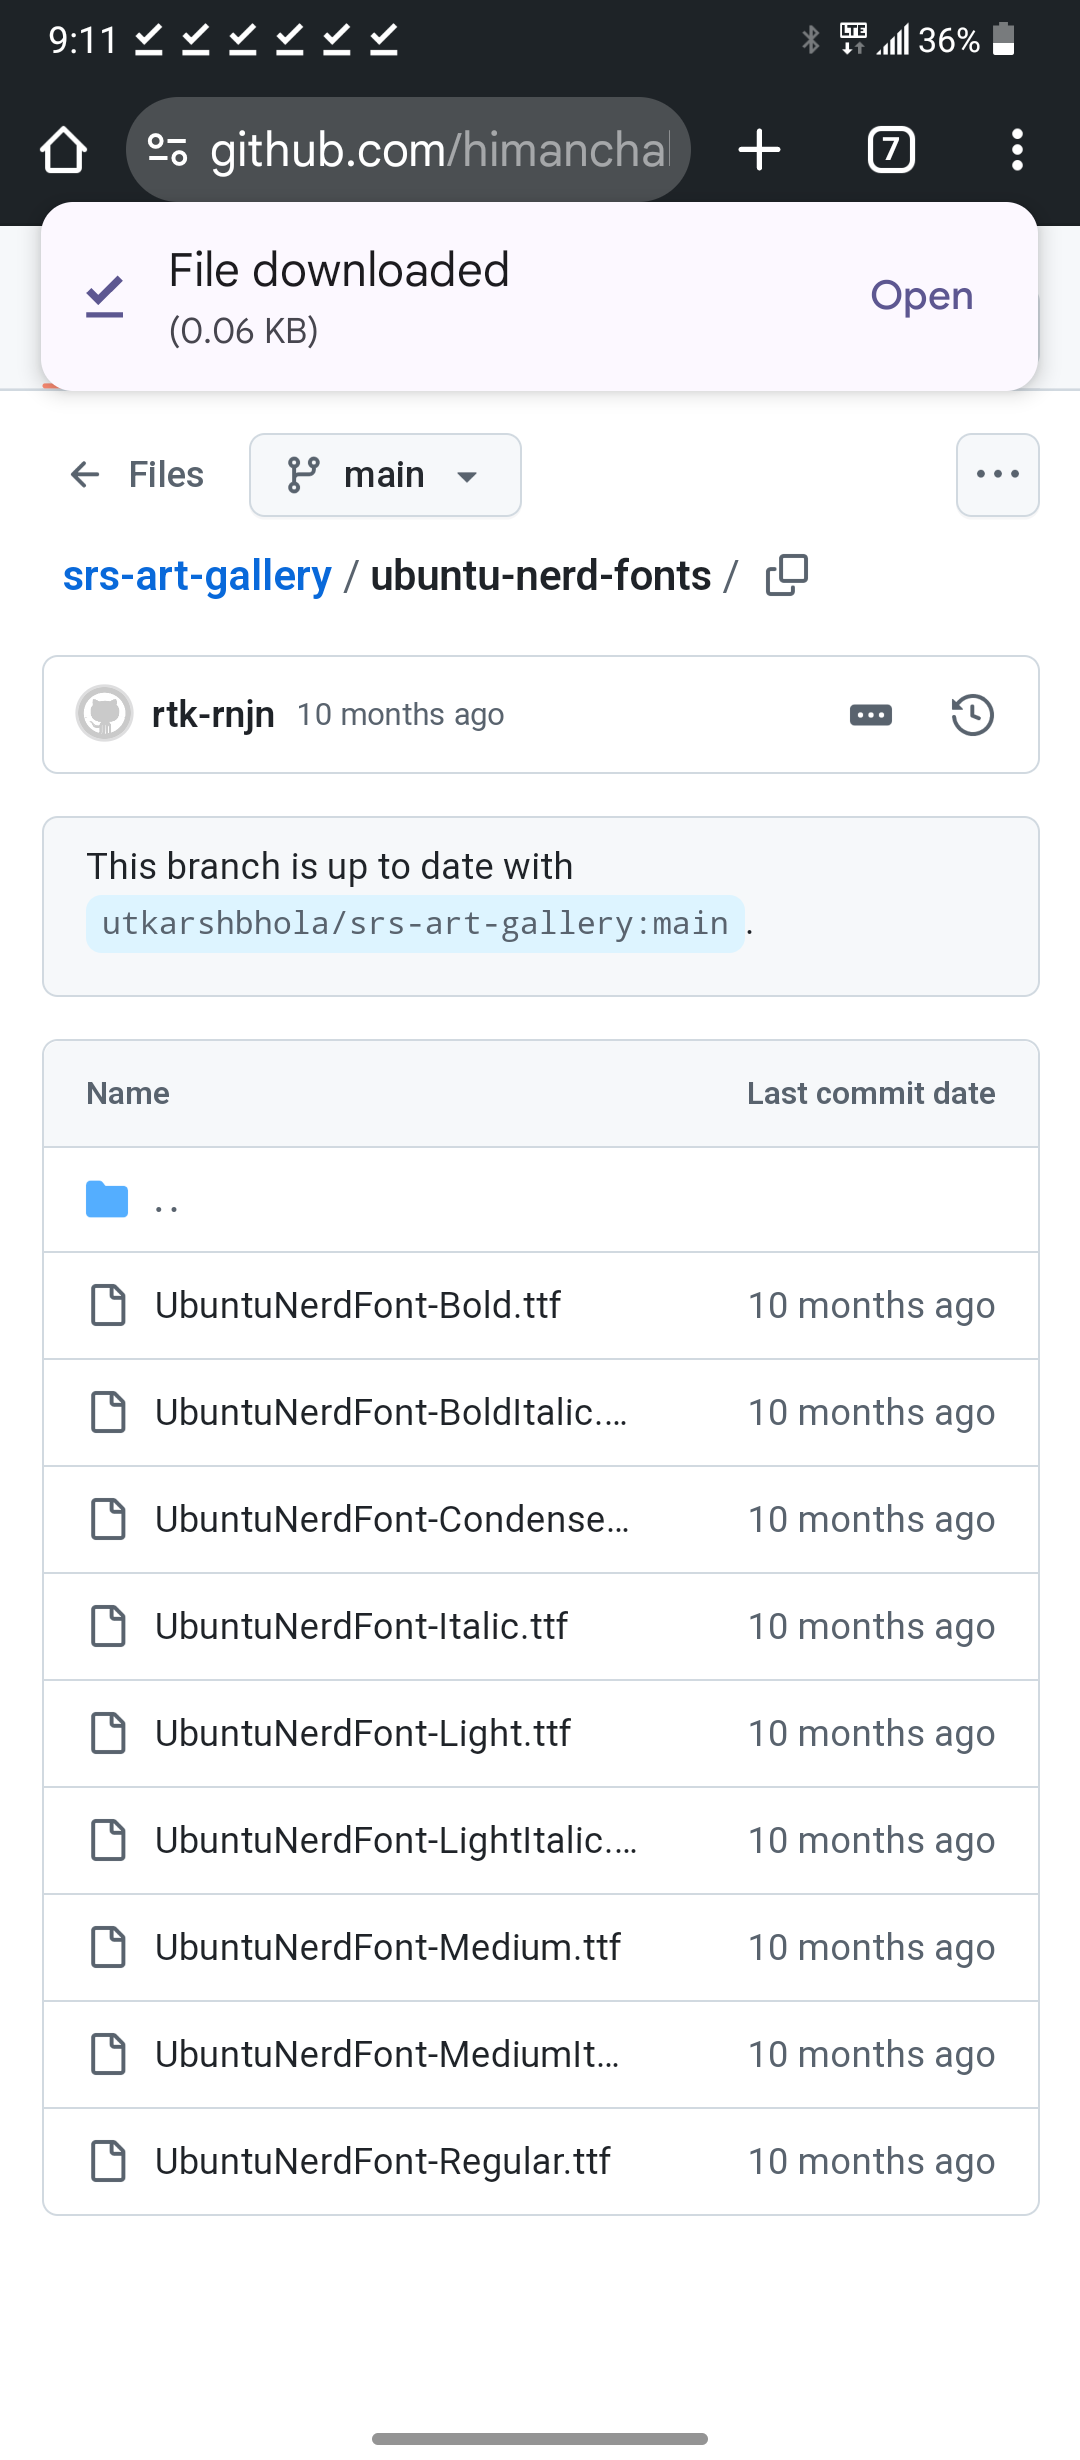 9:11 LTE 36%
github.com/himanchal 7
File downloaded
(0.06 KB)
Open
Files main
srs-art-gallery / ubuntu-nerd-fonts /
rtk-rnjn 10 months ago
This branch is up to date with
utkarshbhola/srs-art-gallery:main .
Name Last commit date
..
UbuntuNerdFont-Bold.ttf 10 months ago
UbuntuNerdFont-BoldItalic.... 10 months ago
UbuntuNerdFont-Condense... 10 months ago
UbuntuNerdFont-Italic.ttf 10 months ago
UbuntuNerdFont-Light.ttf 10 months ago
UbuntuNerdFont-LightItalic.... 10 months ago
UbuntuNerdFont-Medium.ttf 10 months ago
UbuntuNerdFont-MediumIt... 10 months ago
UbuntuNerdFont-Regular.ttf 10 months ago